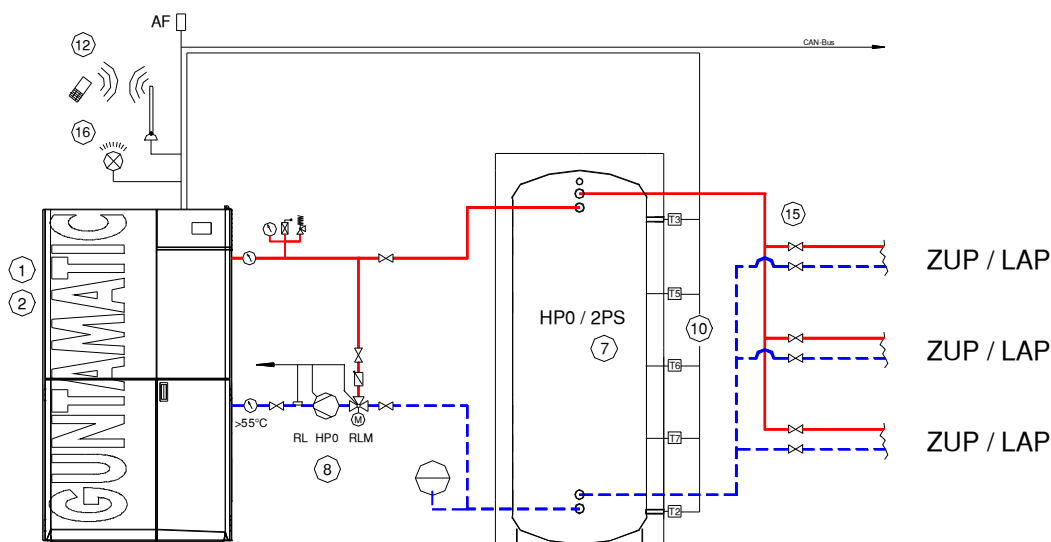 AF
CAN-Bus
12
16
15
T3
1
2
GUNTAMATIC
ZUP / LAP
T5
HP0 / 2PS
7
10
ZUP / LAP
T6
>55°C
M
RL HP0 RLM
8
T7
ZUP / LAP
T2